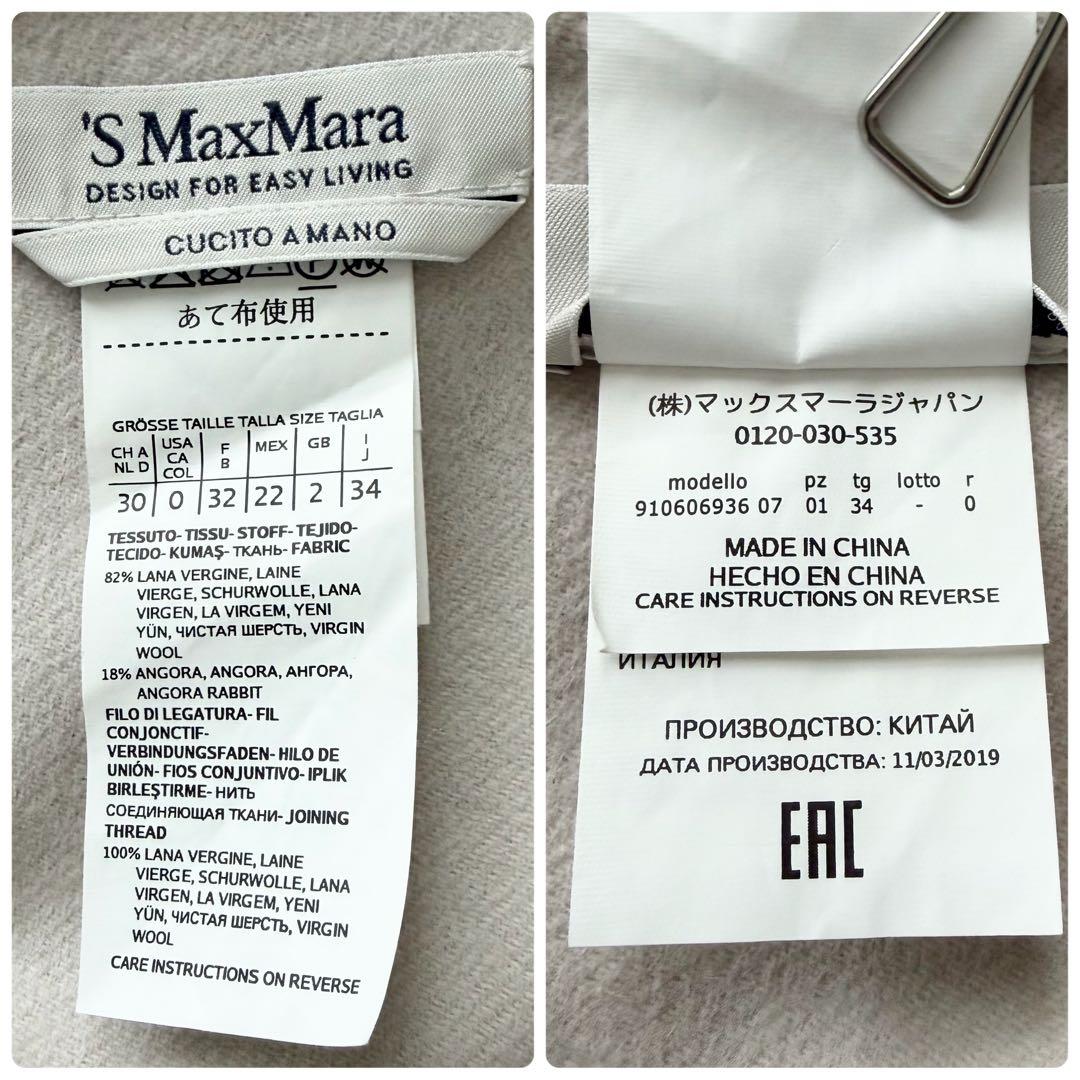 'S MaxMara
DESIGN FOR EASY LIVING
CUCITO A MANO
あて布使用
GRÖSSE TAILLE TALLA SIZE TAGLIA
CH A NL D USA CA COL F B MEX GB I J
30 0 32 22 2 34
TESSUTO- TISSU- STOFF- TEJIDO-
TECIDO- KUMAŞ- ТКАНЬ- FABRIC
82% LANA VERGINE, LAINE
VIERGE, SCHURWOLLE, LANA
VIRGEN, LA VIRGEM, YENI
YÜN, ЧИСТАЯ ШЕРСТЬ, VIRGIN
WOOL
18% ANGORA, ANGORA, АНГОРА,
ANGORA RABBIT
FILO DI LEGATURA- FIL
CONJONCTIF-
VERBINDUNGSFADEN- HILO DE
UNIÓN- FIOS CONJUNTIVO- IPLIK
BIRLEŞTIRME- НИТЬ
СОЕДИНЯЮЩАЯ ТКАНИ- JOINING
THREAD
100% LANA VERGINE, LAINE
VIERGE, SCHURWOLLE, LANA
VIRGEN, LA VIRGEM, YENI
YÜN, ЧИСТАЯ ШЕРСТЬ, VIRGIN
WOOL
CARE INSTRUCTIONS ON REVERSE
(株)マックスマーラジャパン
0120-030-535
modello pz tg lotto r
910606936 07 01 34 - 0
MADE IN CHINA
HECHO EN CHINA
CARE INSTRUCTIONS ON REVERSE
ИТАЛИЯ
ПРОИЗВОДСТВО: КИТАЙ
ДАТА ПРОИЗВОДСТВА: 11/03/2019
EAC